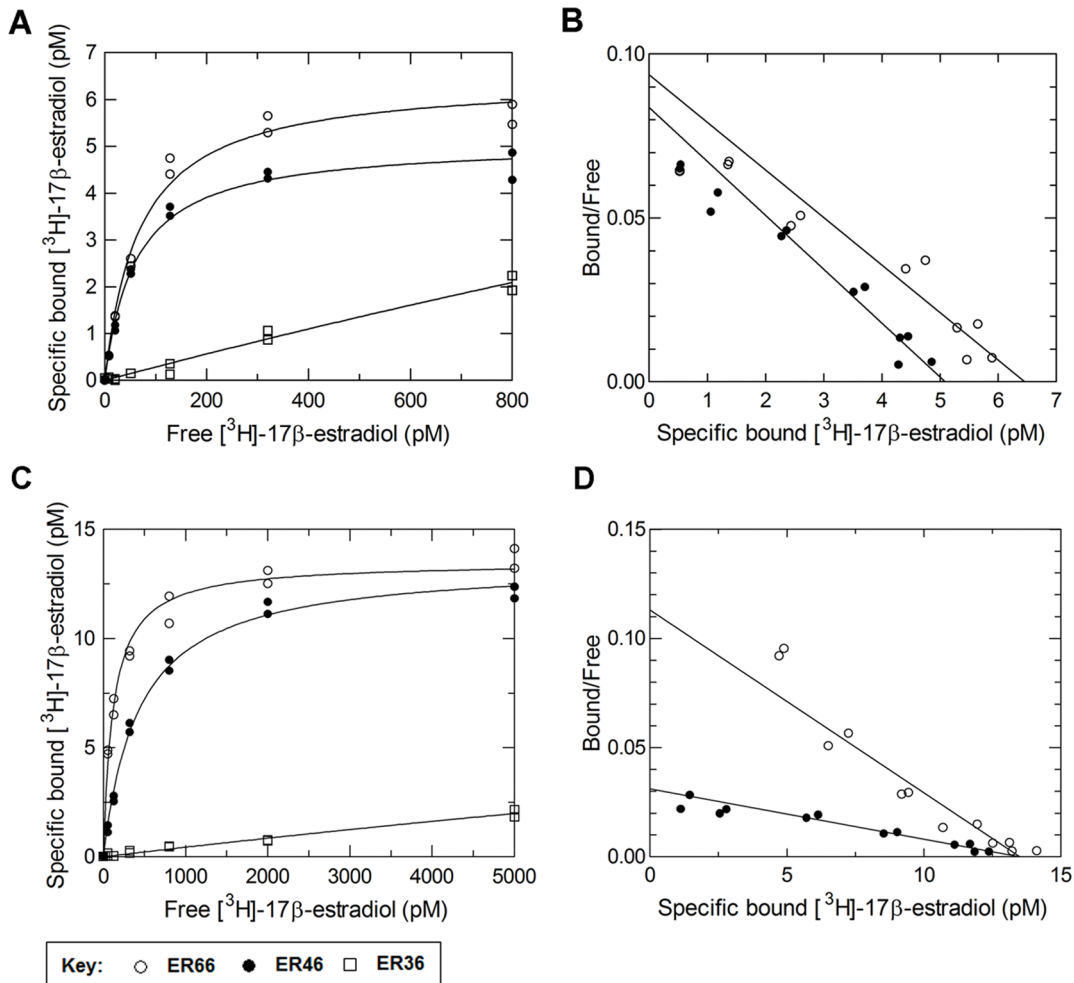 A
Specific bound [³H]-17β-estradiol (pM)
7
6
5
4
3
2
1
0
0 200 400 600 800
Free [³H]-17β-estradiol (pM)
B
Bound/Free
0.10
0.05
0.00
0 1 2 3 4 5 6 7
Specific bound [³H]-17β-estradiol (pM)
C
Specific bound [³H]-17β-estradiol (pM)
15
10
5
0
0 1000 2000 3000 4000 5000
Free [³H]-17β-estradiol (pM)
D
Bound/Free
0.15
0.10
0.05
0.00
0 5 10 15
Specific bound [³H]-17β-estradiol (pM)
Key: ER66 ER46 ER36